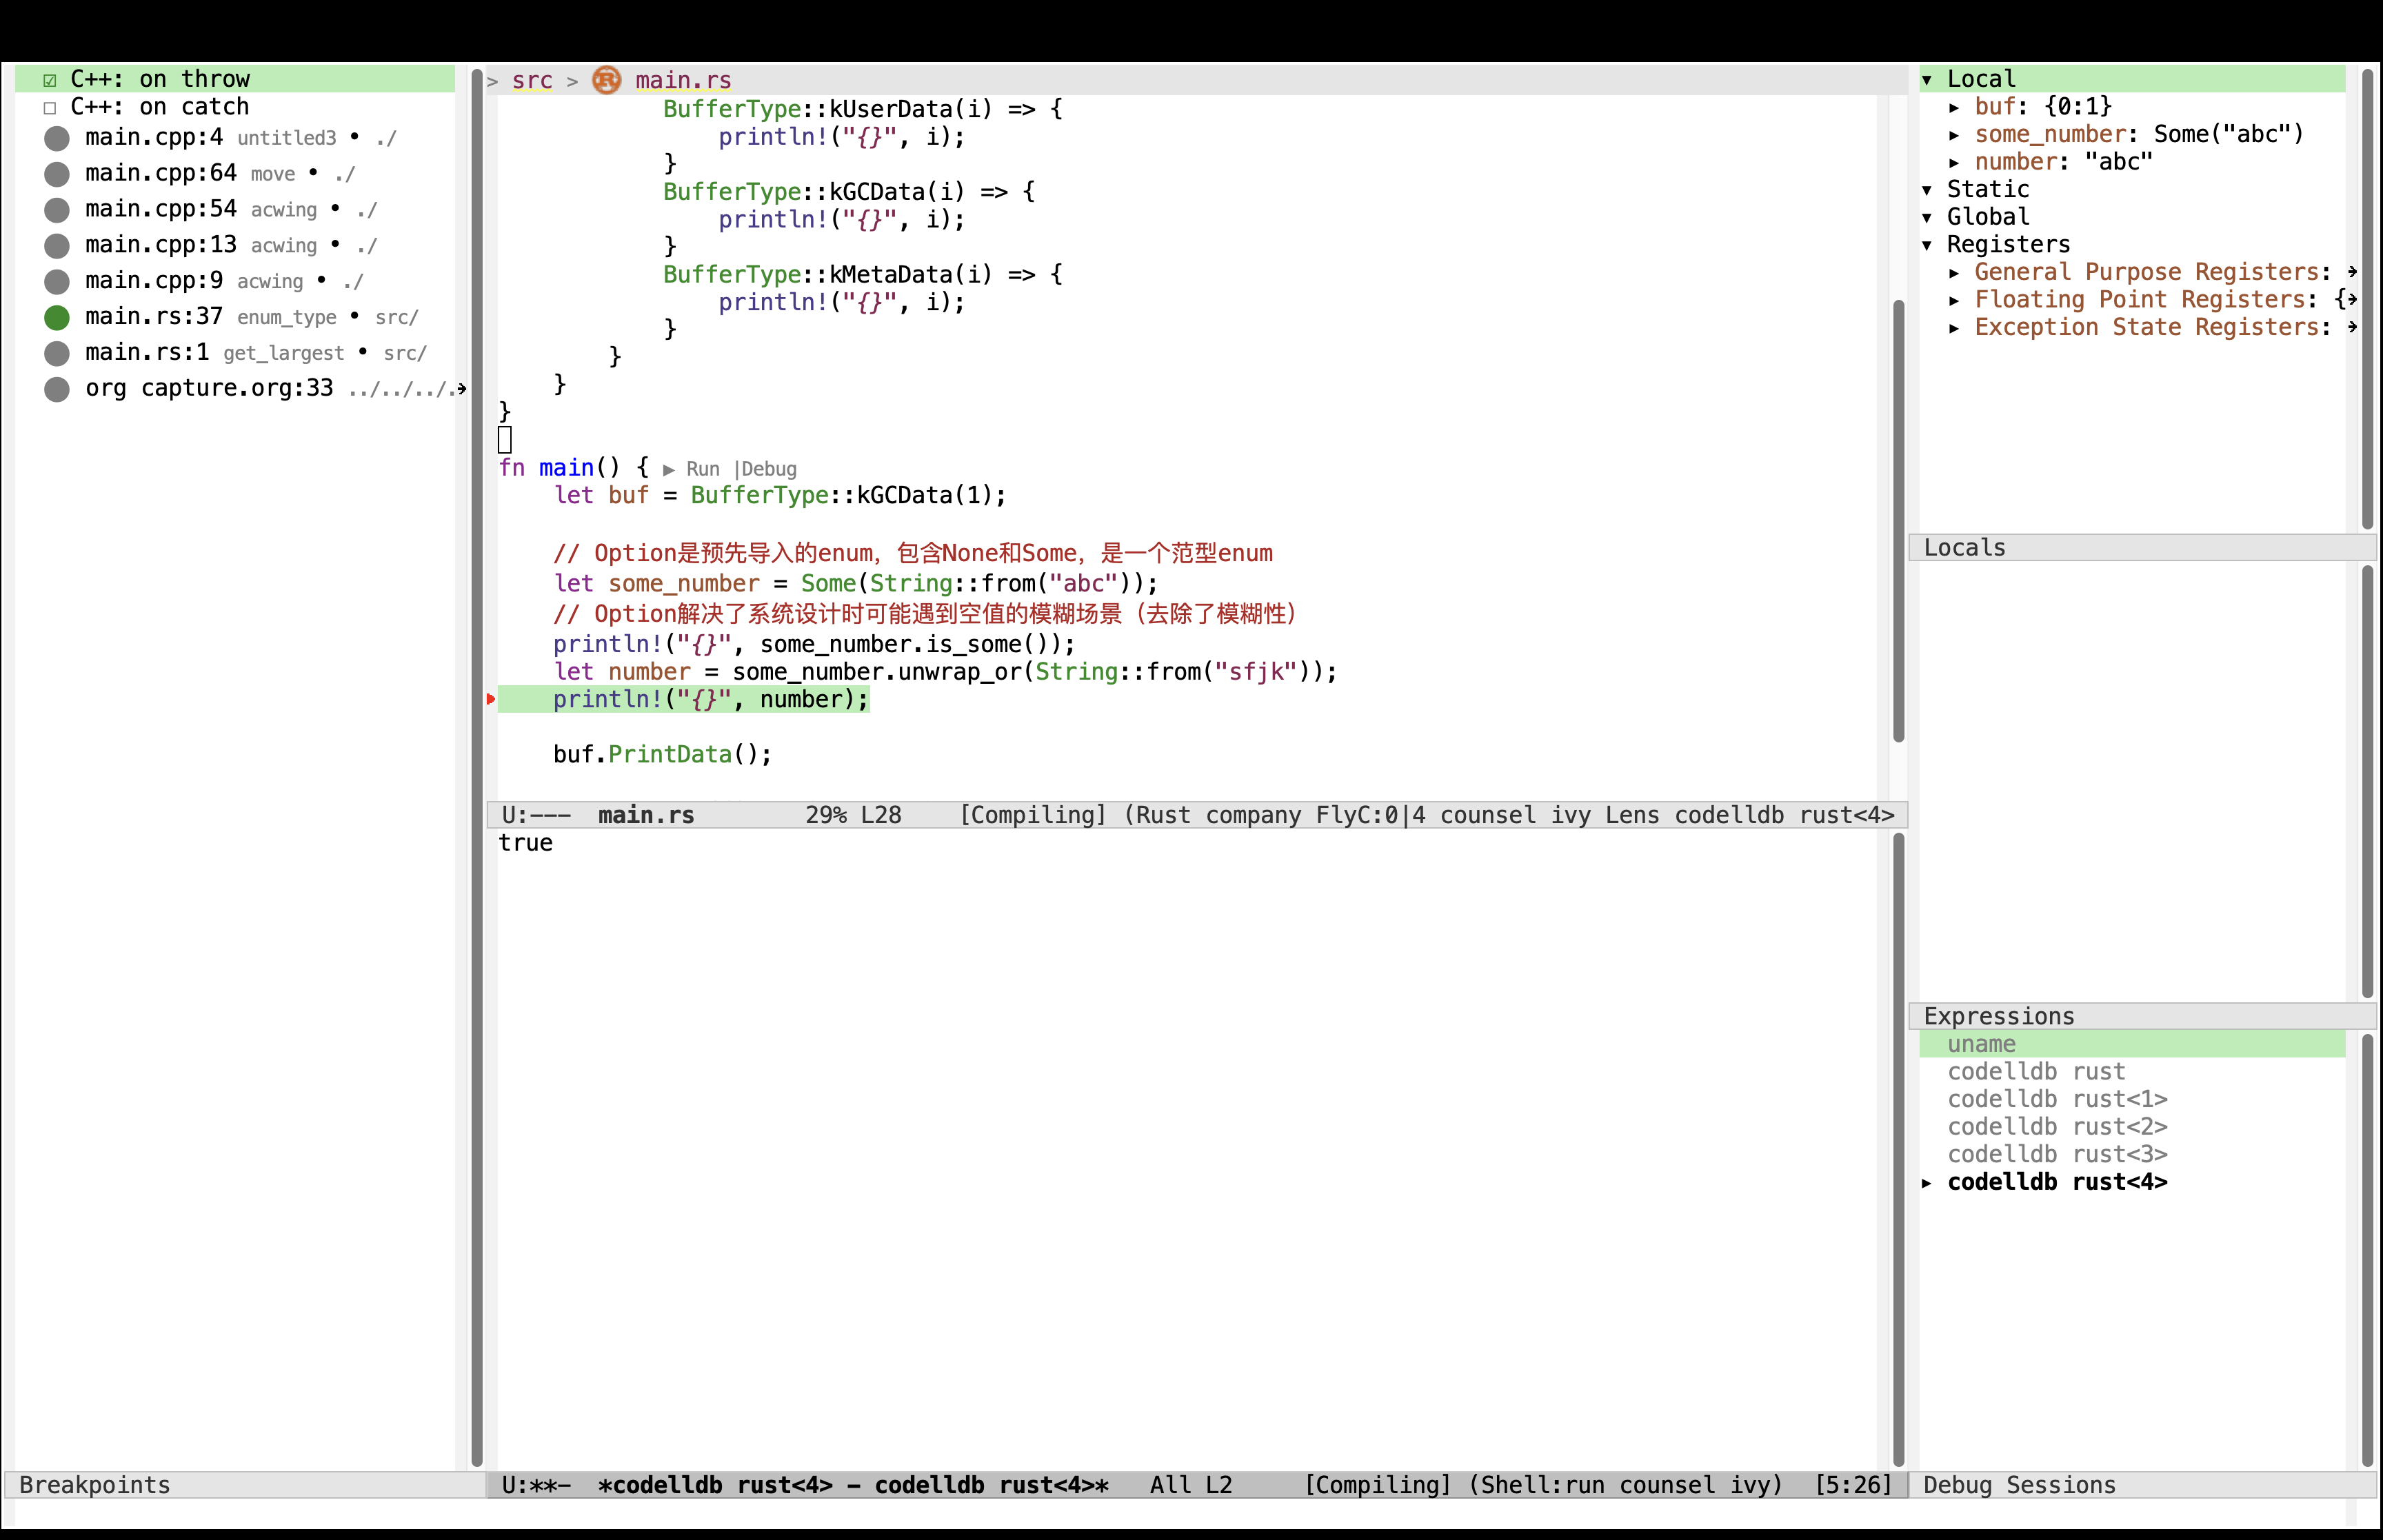 ☑ C++: on throw
☐ C++: on catch
main.cpp:4 untitled3 • ./
main.cpp:64 move • ./
main.cpp:54 acwing • ./
main.cpp:13 acwing • ./
main.cpp:9 acwing • ./
main.rs:37 enum_type • src/
main.rs:1 get_largest • src/
org capture.org:33 ../../../.
Breakpoints
> src > main.rs
BufferType::kUserData(i) => {
println!("{}", i);
}
BufferType::kGCData(i) => {
println!("{}", i);
}
BufferType::kMetaData(i) => {
println!("{}", i);
}
}
}
}
fn main() { ▶ Run |Debug
let buf = BufferType::kGCData(1);
// Option是预先导入的enum，包含None和Some，是一个范型enum
let some_number = Some(String::from("abc"));
// Option解决了系统设计时可能遇到空值的模糊场景（去除了模糊性）
println!("{}", some_number.is_some());
let number = some_number.unwrap_or(String::from("sfjk"));
println!("{}", number);
buf.PrintData();
U:--- main.rs 29% L28 [Compiling] (Rust company FlyC:0|4 counsel ivy Lens codelldb rust<4>
true
U:**- *codelldb rust<4> - codelldb rust<4>* All L2 [Compiling] (Shell:run counsel ivy) [5:26]
▾ Local
▸ buf: {0:1}
▸ some_number: Some("abc")
▸ number: "abc"
▾ Static
▾ Global
▾ Registers
▸ General Purpose Registers:
▸ Floating Point Registers: {
▸ Exception State Registers:
Locals
Expressions
uname
codelldb rust
codelldb rust<1>
codelldb rust<2>
codelldb rust<3>
▸ codelldb rust<4>
Debug Sessions